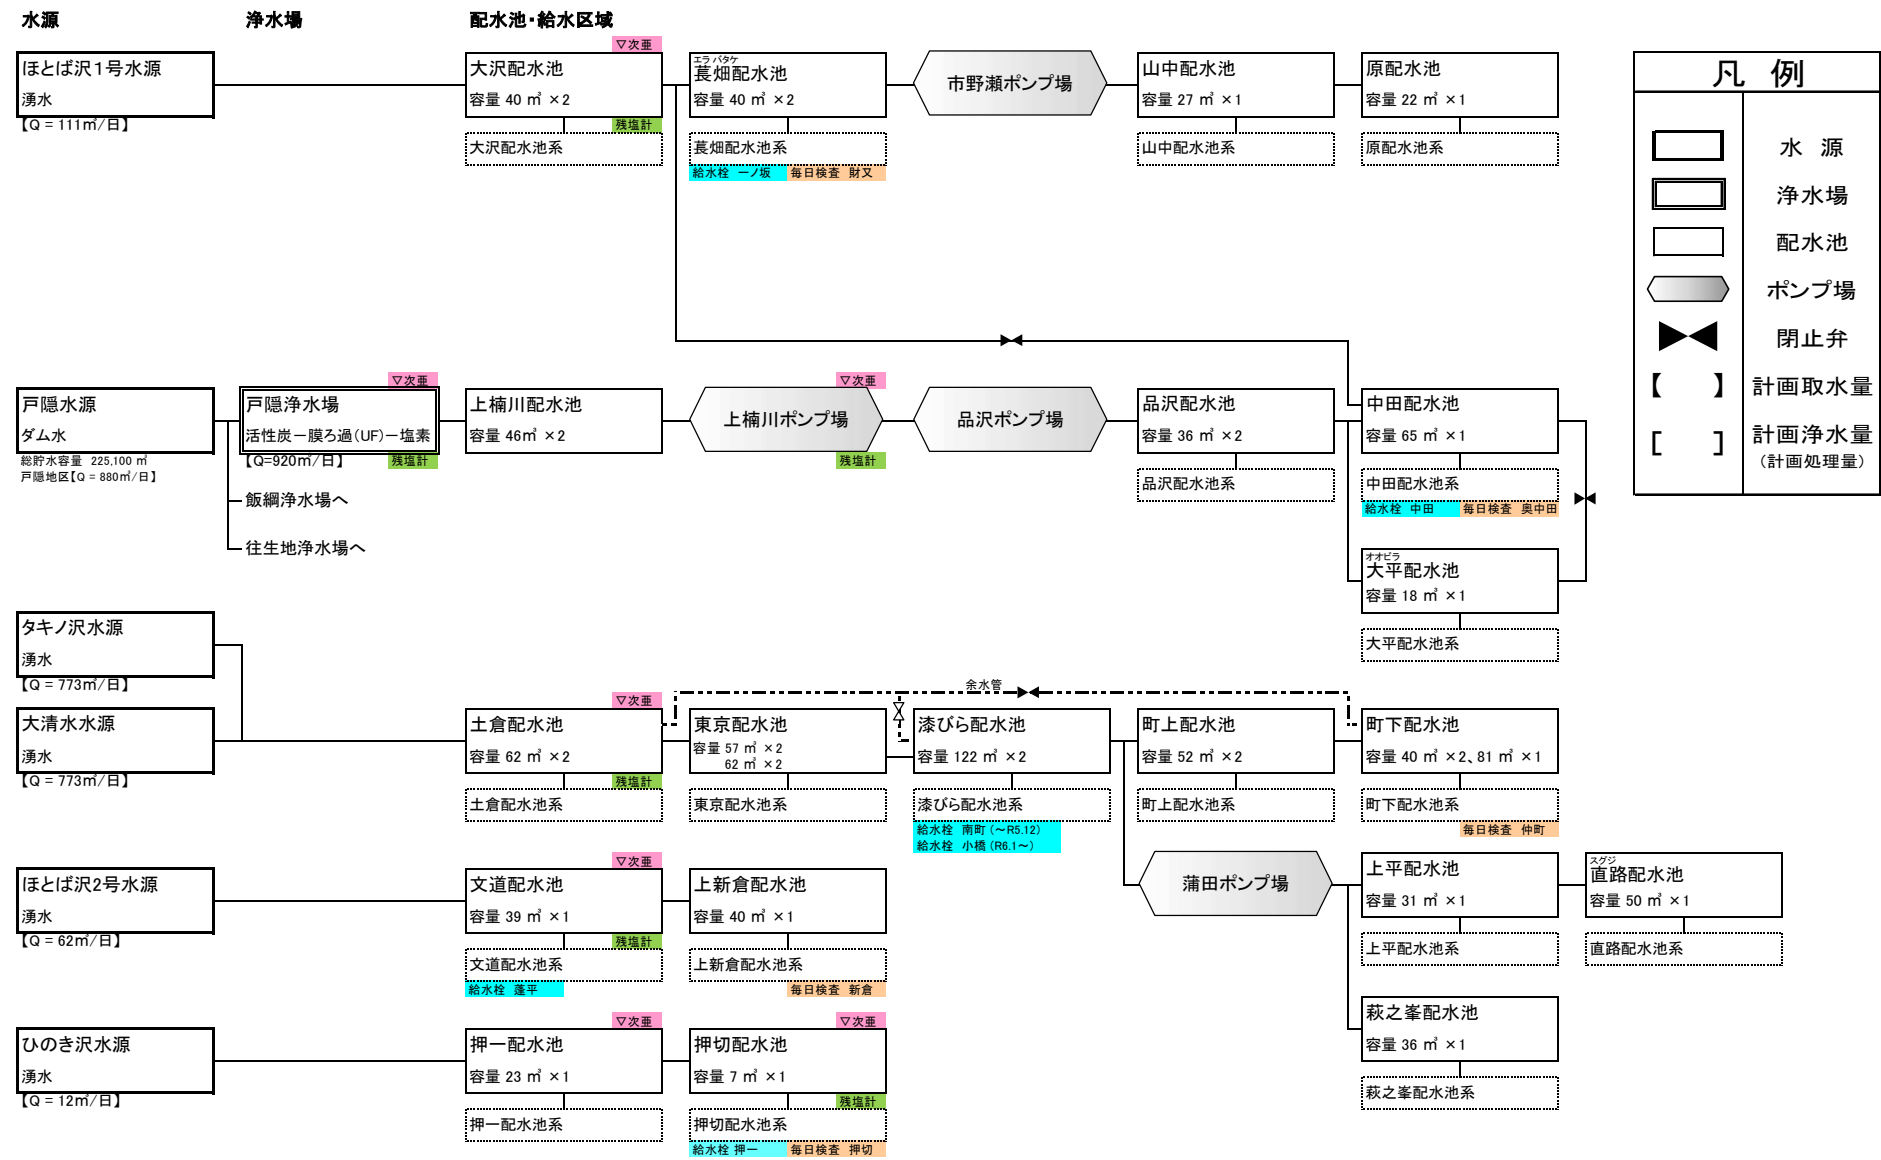 水源
浄水場
配水池・給水区域
▽次亜
ほとば沢1号水源
湧水
【Q = 111㎥/日】
大沢配水池
容量 40 ㎥ ×2
残塩計
大沢配水池系
エラ バタケ
萇畑配水池
容量 40 ㎥ ×2
萇畑配水池系
給水栓 一ノ坂
毎日検査 財又
市野瀬ポンプ場
山中配水池
容量 27 ㎥ ×1
山中配水池系
原配水池
容量 22 ㎥ ×1
原配水池系
凡 例
水 源
浄水場
配水池
ポンプ場
閉止弁
【 】
計画取水量
[ ]
計画浄水量
(計画処理量)
戸隠水源
ダム水
総貯水容量 225,100 ㎥
戸隠地区【Q = 880㎥/日】
▽次亜
戸隠浄水場
活性炭－膜ろ過(UF)－塩素
【Q=920㎥/日】
残塩計
飯綱浄水場へ
往生地浄水場へ
上楠川配水池
容量 46㎥ ×2
▽次亜
上楠川ポンプ場
残塩計
品沢ポンプ場
品沢配水池
容量 36 ㎥ ×2
品沢配水池系
中田配水池
容量 65 ㎥ ×1
中田配水池系
給水栓 中田
毎日検査 奥中田
オオビラ
大平配水池
容量 18 ㎥ ×1
大平配水池系
タキノ沢水源
湧水
【Q = 773㎥/日】
大清水水源
湧水
【Q = 773㎥/日】
▽次亜
土倉配水池
容量 62 ㎥ ×2
残塩計
土倉配水池系
東京配水池
容量 57 ㎥ ×2
62 ㎥ ×2
東京配水池系
余水管
漆びら配水池
容量 122 ㎥ ×2
漆びら配水池系
給水栓 南町 (～R5.12)
給水栓 小橋 (R6.1～)
町上配水池
容量 52 ㎥ ×2
町上配水池系
町下配水池
容量 40 ㎥ ×2、81 ㎥ ×1
町下配水池系
毎日検査 仲町
ほとば沢2号水源
湧水
【Q = 62㎥/日】
▽次亜
文道配水池
容量 39 ㎥ ×1
残塩計
文道配水池系
給水栓 蓬平
上新倉配水池
容量 40 ㎥ ×1
上新倉配水池系
毎日検査 新倉
蒲田ポンプ場
上平配水池
容量 31 ㎥ ×1
上平配水池系
スグジ
直路配水池
容量 50 ㎥ ×1
直路配水池系
萩之峯配水池
容量 36 ㎥ ×1
萩之峯配水池系
ひのき沢水源
湧水
【Q = 12㎥/日】
▽次亜
押一配水池
容量 23 ㎥ ×1
押一配水池系
▽次亜
押切配水池
容量 7 ㎥ ×1
残塩計
押切配水池系
給水栓 押一
毎日検査 押切